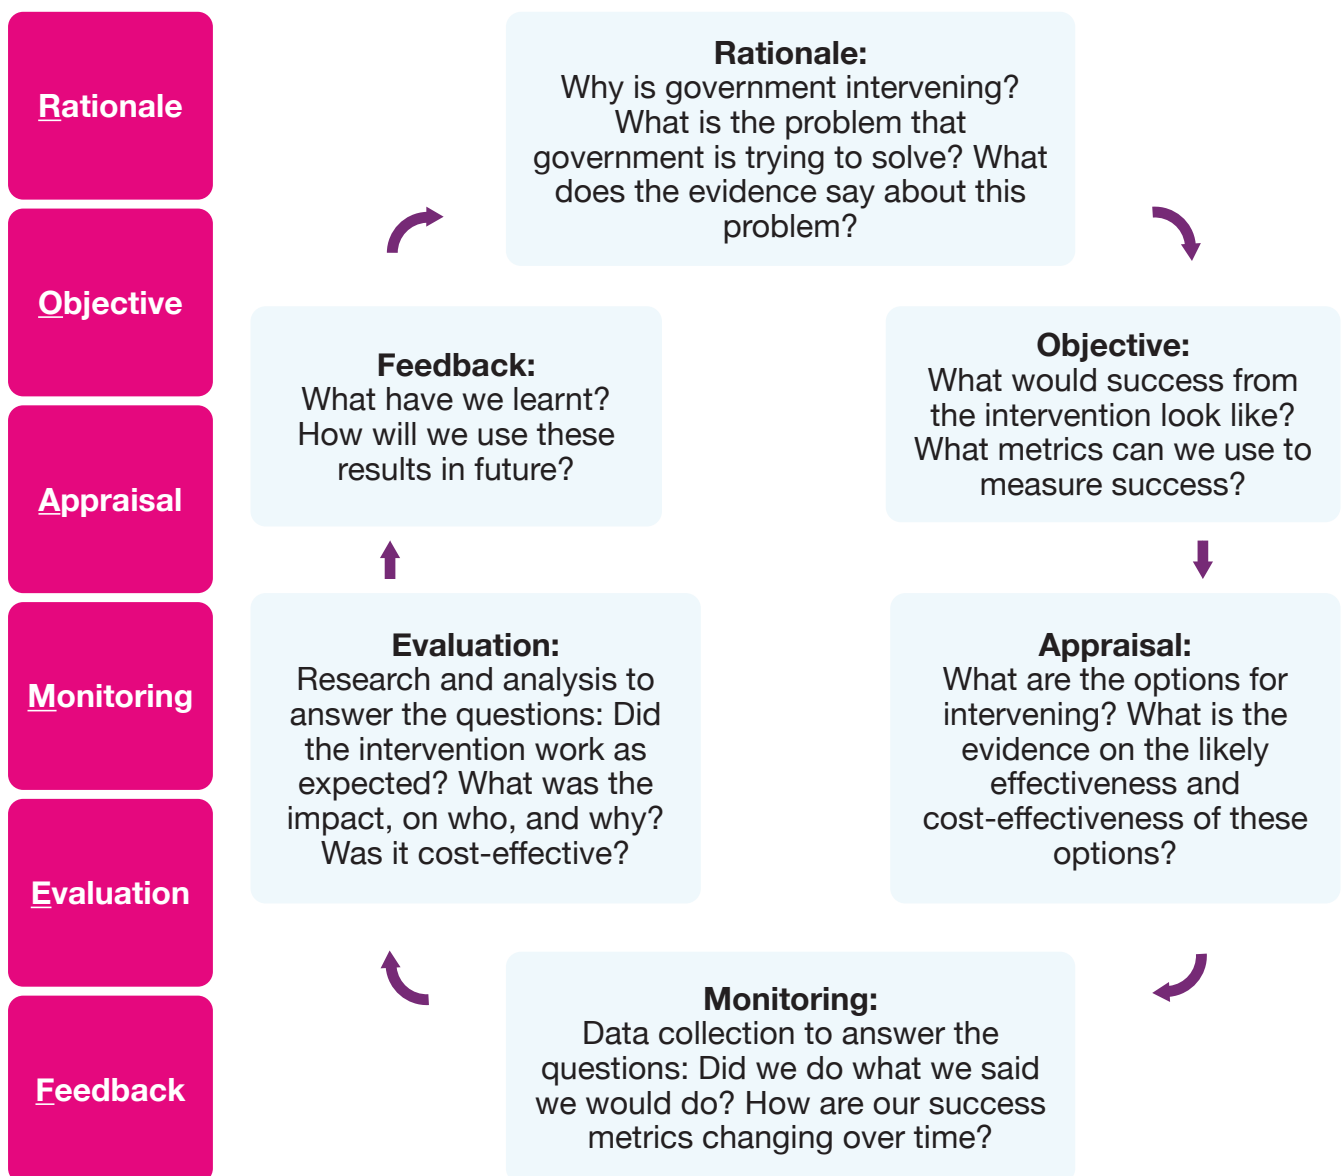 Rationale
Objective
Appraisal
Monitoring
Evaluation
Feedback
Rationale:
Why is government intervening?
What is the problem that
government is trying to solve? What
does the evidence say about this
problem?
Objective:
What would success from
the intervention look like?
What metrics can we use to
measure success?
Appraisal:
What are the options for
intervening? What is the
evidence on the likely
effectiveness and
cost-effectiveness of these
options?
Monitoring:
Data collection to answer the
questions: Did we do what we said
we would do? How are our success
metrics changing over time?
Evaluation:
Research and analysis to
answer the questions: Did
the intervention work as
expected? What was the
impact, on who, and why?
Was it cost-effective?
Feedback:
What have we learnt?
How will we use these
results in future?